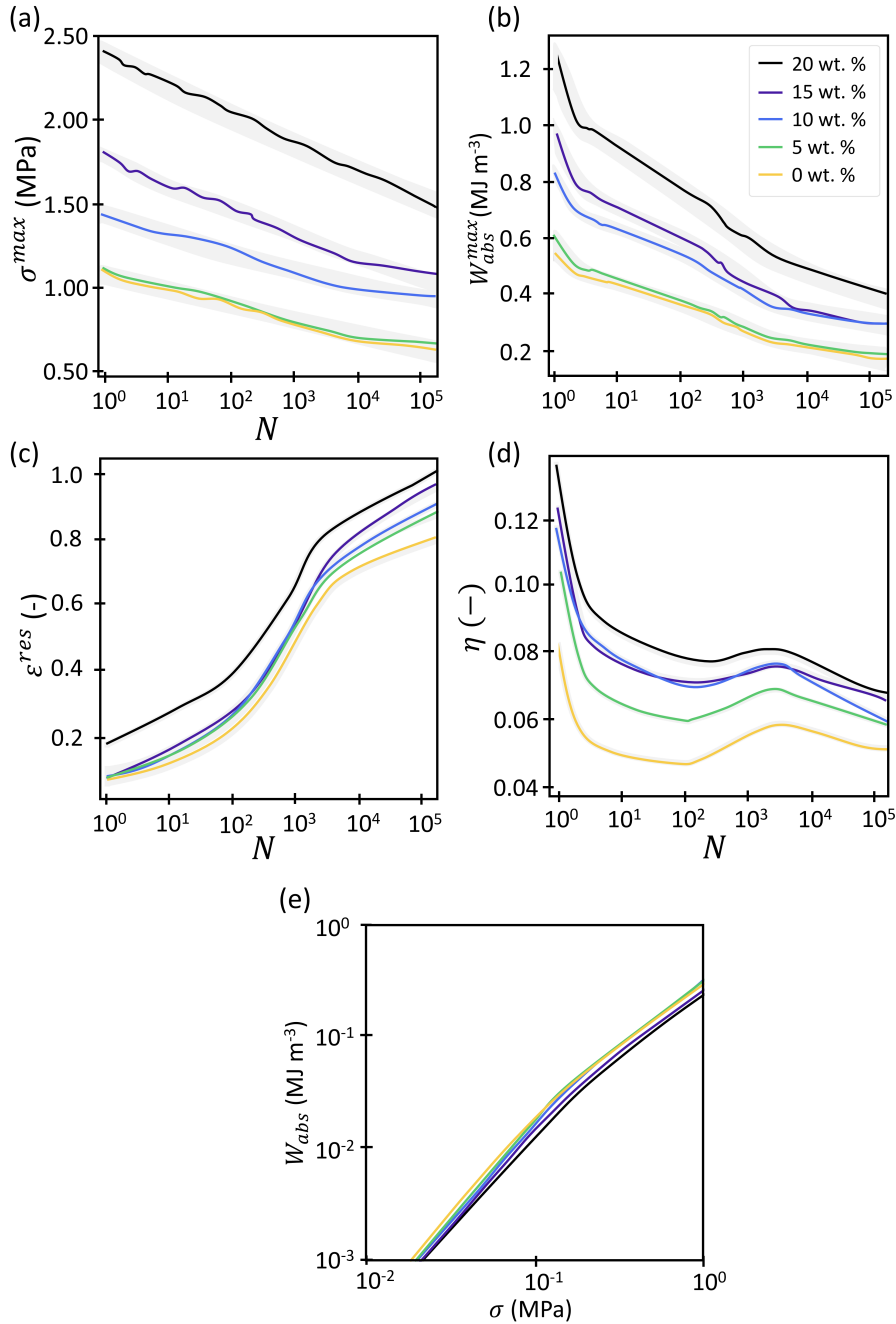 (a)
2.50
2.00
1.50
1.00
0.50
σ^max (MPa)
10^0 10^1 10^2 10^3 10^4 10^5
N
(b)
1.2
1.0
0.8
0.6
0.4
0.2
W_abs^max (MJ m^-3)
20 wt. %
15 wt. %
10 wt. %
5 wt. %
0 wt. %
10^0 10^1 10^2 10^3 10^4 10^5
N
(c)
1.0
0.8
0.6
0.4
0.2
ε^res (-)
10^0 10^1 10^2 10^3 10^4 10^5
N
(d)
0.12
0.10
0.08
0.06
0.04
η (−)
10^0 10^1 10^2 10^3 10^4 10^5
N
(e)
10^0
10^-1
10^-2
10^-3
W_abs (MJ m^-3)
10^-2 10^-1 10^0
σ (MPa)